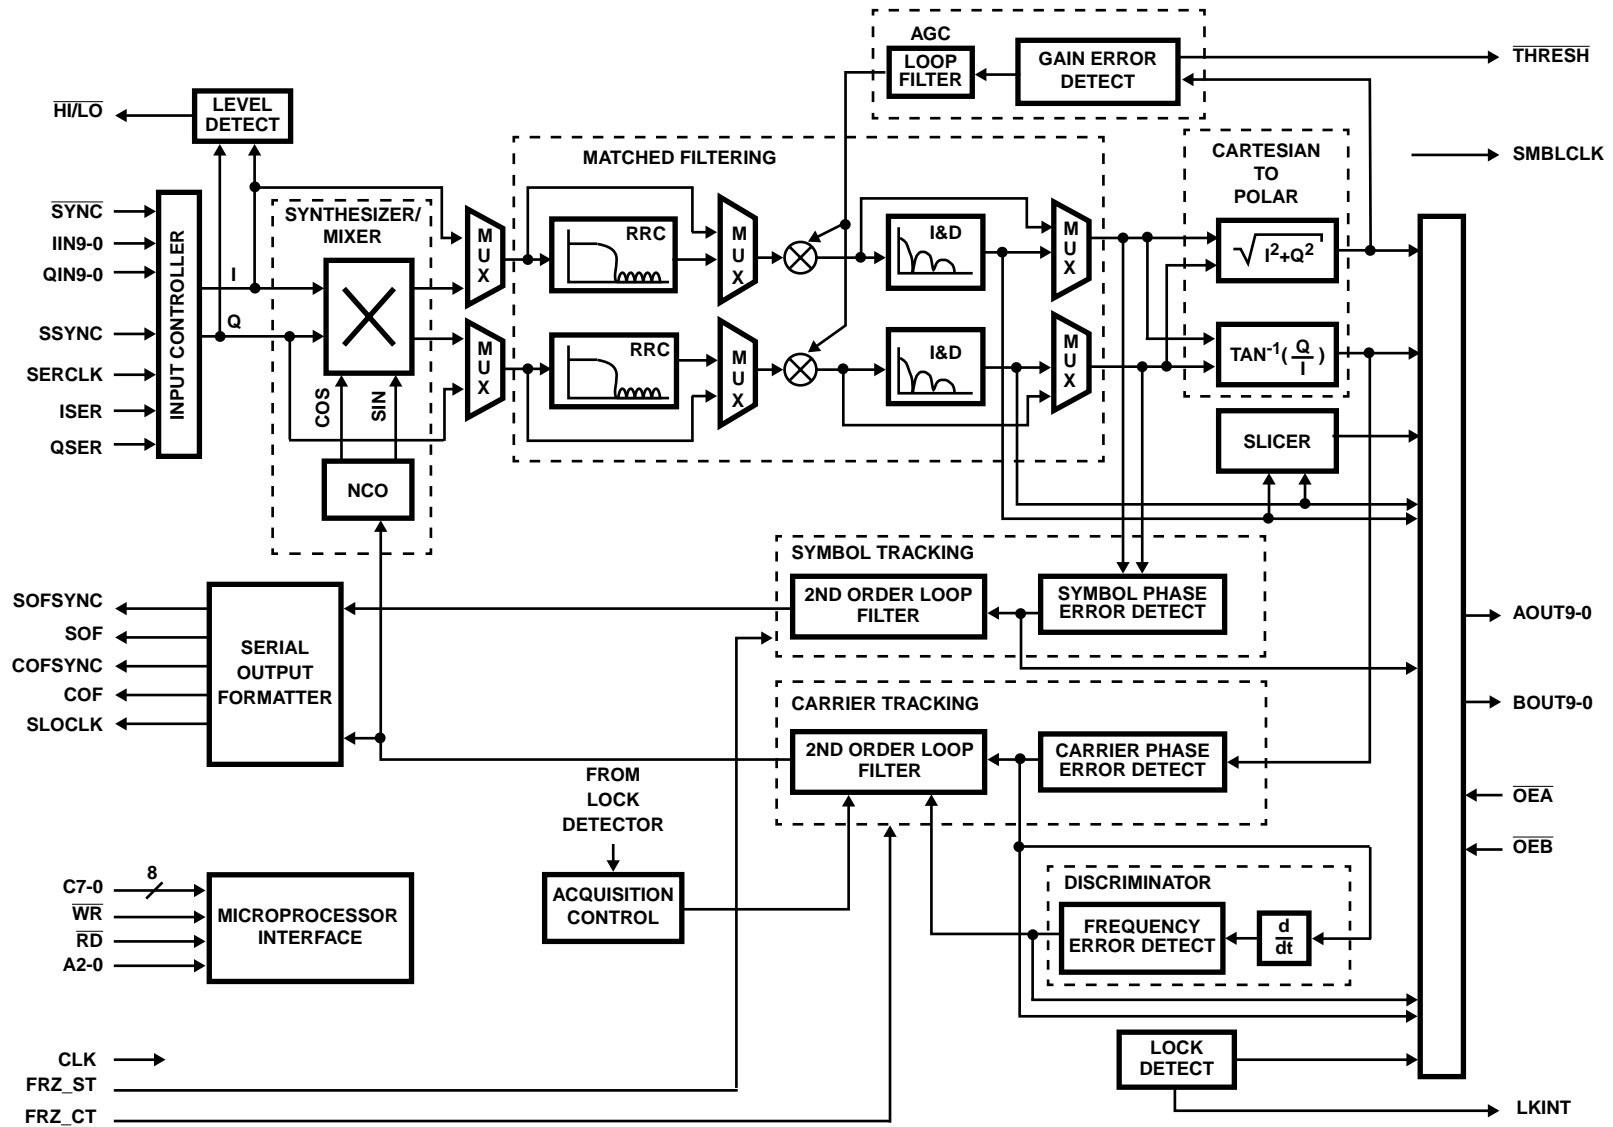 AGC
LOOP
FILTER
GAIN ERROR
DETECT
THRESH
HI/LO
LEVEL
DETECT
MATCHED FILTERING
CARTESIAN
TO
POLAR
SMBLCLK
SYNC
IIN9-0
QIN9-0
SSYNC
SERCLK
ISER
QSER
INPUT CONTROLLER
I
Q
SYNTHESIZER/
MIXER
COS
SIN
NCO
MUX
MUX
RRC
RRC
MUX
MUX
I&D
I&D
MUX
MUX
√I²+Q²
TAN⁻¹(Q/I)
SLICER
SYMBOL TRACKING
2ND ORDER LOOP
FILTER
SYMBOL PHASE
ERROR DETECT
SOFSYNC
SOF
COFSYNC
COF
SLOCLK
SERIAL
OUTPUT
FORMATTER
AOUT9-0
BOUT9-0
OEA
OEB
CARRIER TRACKING
2ND ORDER LOOP
FILTER
CARRIER PHASE
ERROR DETECT
FROM
LOCK
DETECTOR
ACQUISITION
CONTROL
DISCRIMINATOR
FREQUENCY
ERROR DETECT
d
dt
C7-0
8
WR
RD
A2-0
MICROPROCESSOR
INTERFACE
LOCK
DETECT
CLK
FRZ_ST
FRZ_CT
LKINT